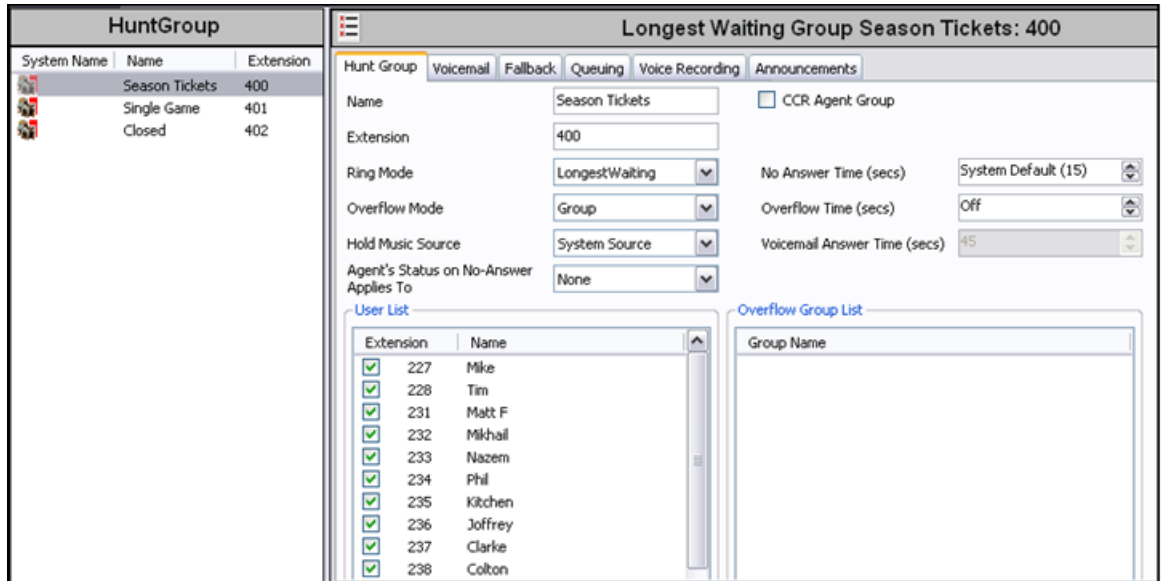 HuntGroup
System Name Name Extension
Season Tickets 400
Single Game 401
Closed 402
Longest Waiting Group Season Tickets: 400
Hunt Group Voicemail Fallback Queuing Voice Recording Announcements
Name Season Tickets CCR Agent Group
Extension 400
Ring Mode LongestWaiting No Answer Time (secs) System Default (15)
Overflow Mode Group Overflow Time (secs) Off
Hold Music Source System Source Voicemail Answer Time (secs) 45
Agent's Status on No-Answer
Applies To None
User List
Extension Name
227 Mike
228 Tim
231 Matt F
232 Mikhail
233 Nazem
234 Phil
235 Kitchen
236 Joffrey
237 Clarke
238 Colton
Overflow Group List
Group Name